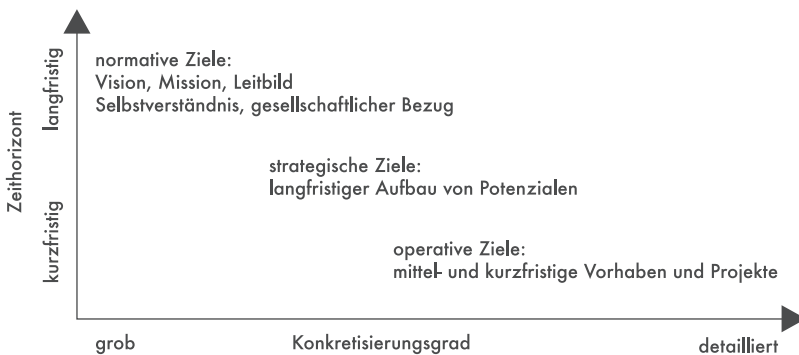 normative Ziele:
Vision, Mission, Leitbild
Selbstverständnis, gesellschaftlicher Bezug
strategische Ziele:
langfristiger Aufbau von Potenzialen
operative Ziele:
mittel- und kurzfristige Vorhaben und Projekte
Zeithorizont
langfristig
kurzfristig
grob
Konkretisierungsgrad
detailliert